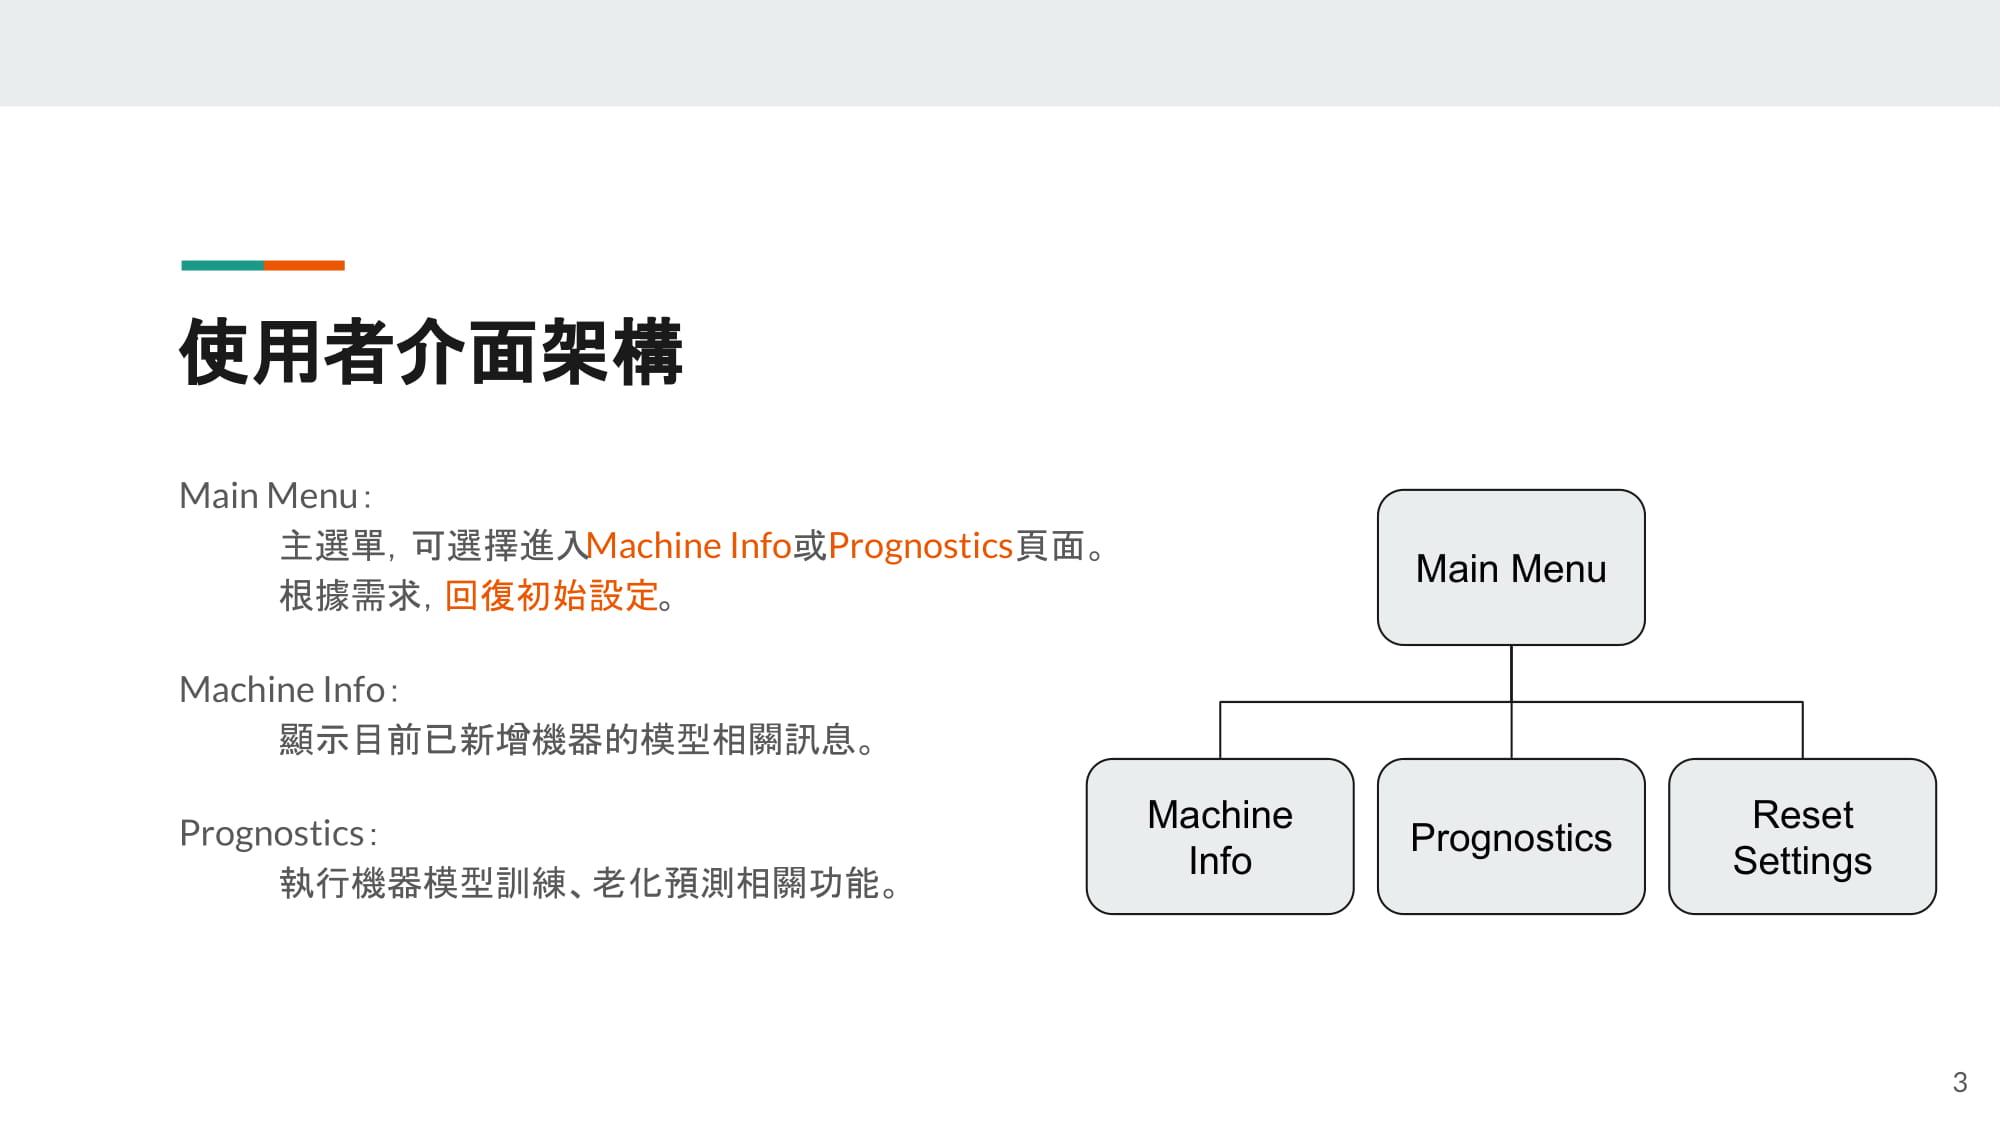 使用者介面架構
Main Menu：
主選單，可選擇進入Machine Info或Prognostics頁面。
根據需求，回復初始設定。
Machine Info：
顯示目前已新增機器的模型相關訊息。
Prognostics：
執行機器模型訓練、老化預測相關功能。
Main Menu
Machine
Info
Prognostics
Reset
Settings
3